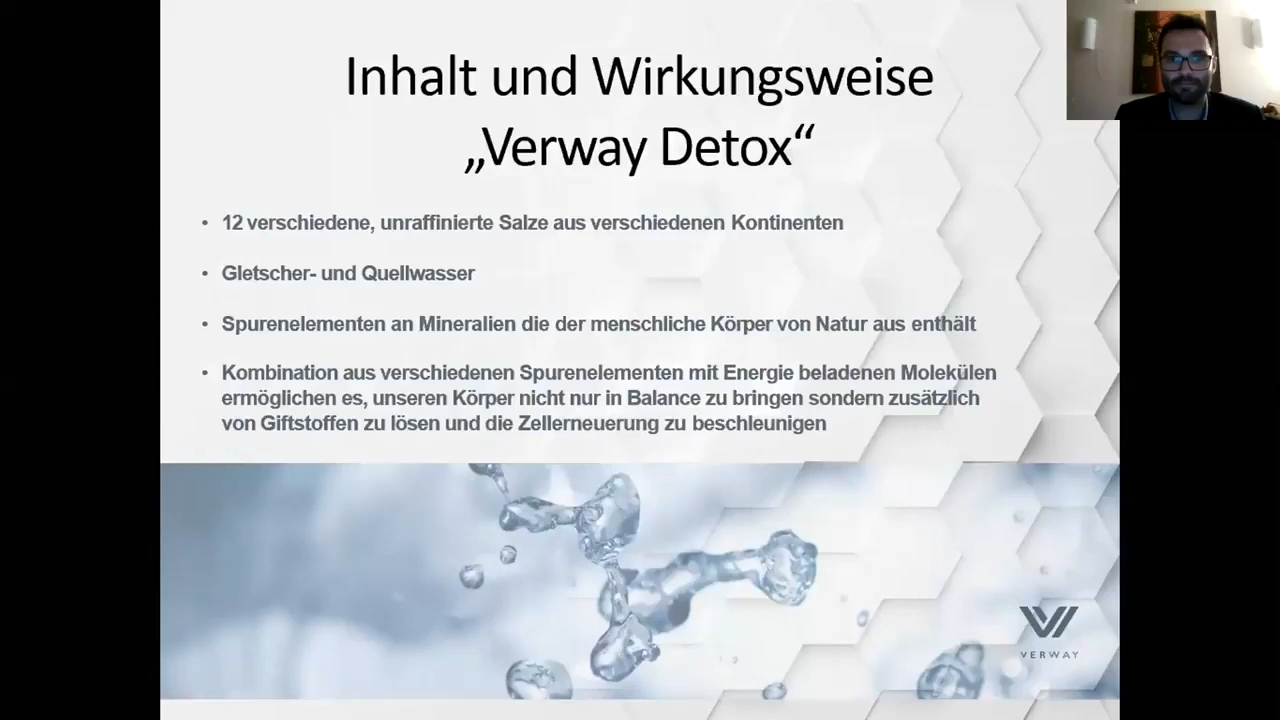 Inhalt und Wirkungsweise
„Verway Detox“
• 12 verschiedene, unraffinierte Salze aus verschiedenen Kontinenten
• Gletscher- und Quellwasser
• Spurenelementen an Mineralien die der menschliche Körper von Natur aus enthält
• Kombination aus verschiedenen Spurenelementen mit Energie beladenen Molekülen
ermöglichen es, unseren Körper nicht nur in Balance zu bringen sondern zusätzlich
von Giftstoffen zu lösen und die Zellerneuerung zu beschleunigen
VERWAY